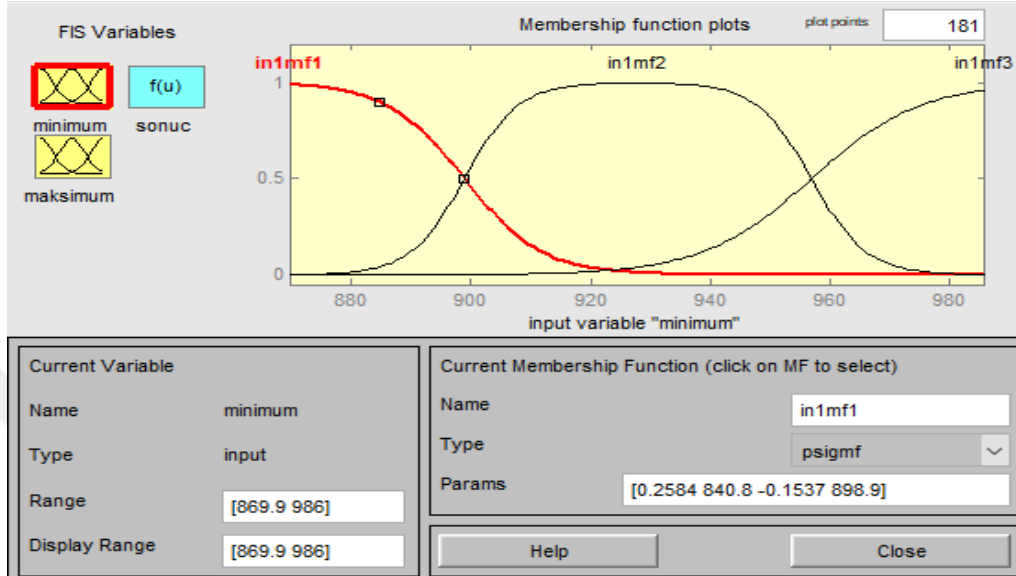 FIS Variables
Membership function plots
plot points:
181
f(u)
minimum
sonuc
maksimum
in1mf1
in1mf2
in1mf3
1
0.5
0
880
900
920
940
960
980
input variable "minimum"
Current Variable
Name
minimum
Type
input
Range
[869.9 986]
Display Range
[869.9 986]
Current Membership Function (click on MF to select)
Name
in1mf1
Type
psigmf
Params
[0.2584 840.8 -0.1537 898.9]
Help
Close